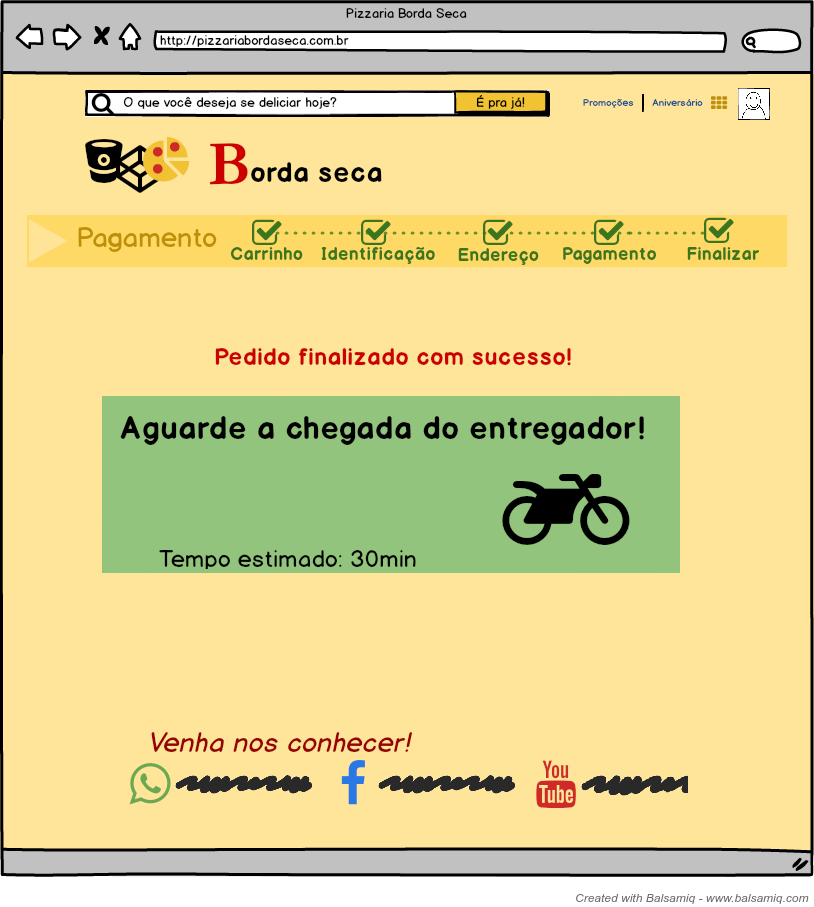 Pizzaria Borda Seca
http://pizzariabordaseca.com.br
O que você deseja se deliciar hoje?
É pra já!
Promoções
Aniversário
Borda seca
Pagamento
Carrinho
Identificação
Endereço
Pagamento
Finalizar
Pedido finalizado com sucesso!
Aguarde a chegada do entregador!
Tempo estimado: 30min
Venha nos conhecer!
You
Tube
Created with Balsamiq - www.balsamiq.com